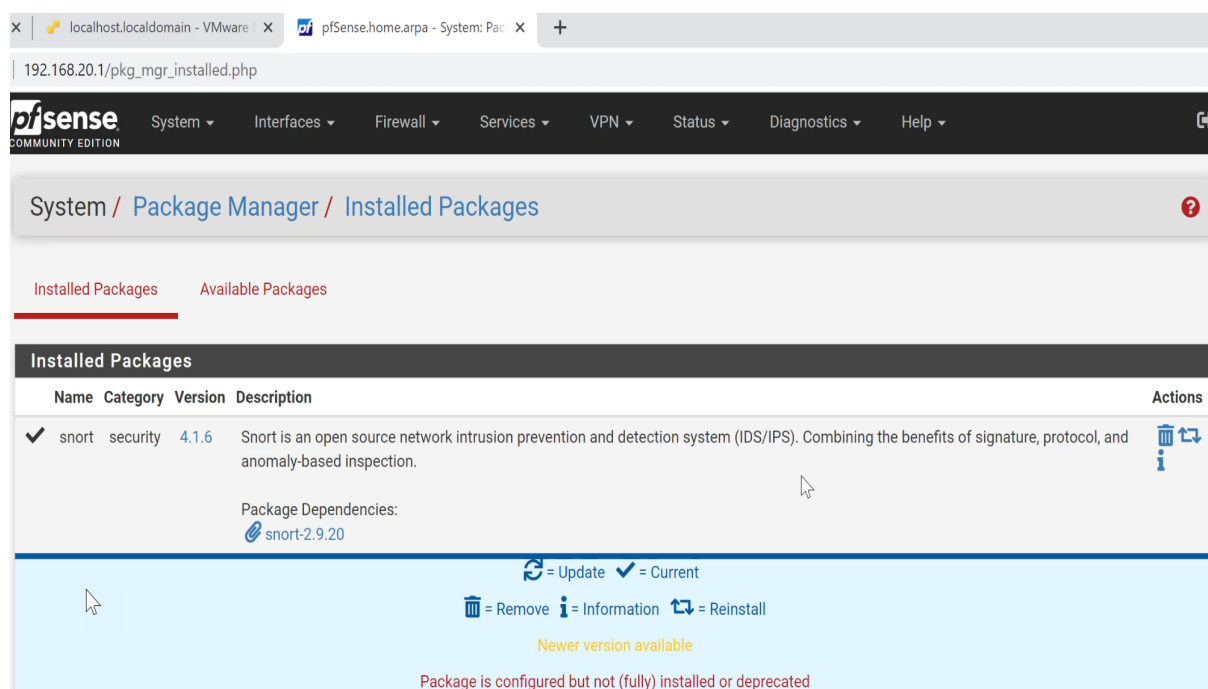 localhost.localdomain - VMware
pfSense.home.arpa - System: Pac
192.168.20.1/pkg_mgr_installed.php
pfsense
COMMUNITY EDITION
System Interfaces Firewall Services VPN Status Diagnostics Help
System / Package Manager / Installed Packages
Installed Packages Available Packages
Installed Packages
Name Category Version Description Actions
snort security 4.1.6 Snort is an open source network intrusion prevention and detection system (IDS/IPS). Combining the benefits of signature, protocol, and
anomaly-based inspection.
Package Dependencies:
snort-2.9.20
= Update = Current
= Remove = Information = Reinstall
Newer version available
Package is configured but not (fully) installed or deprecated